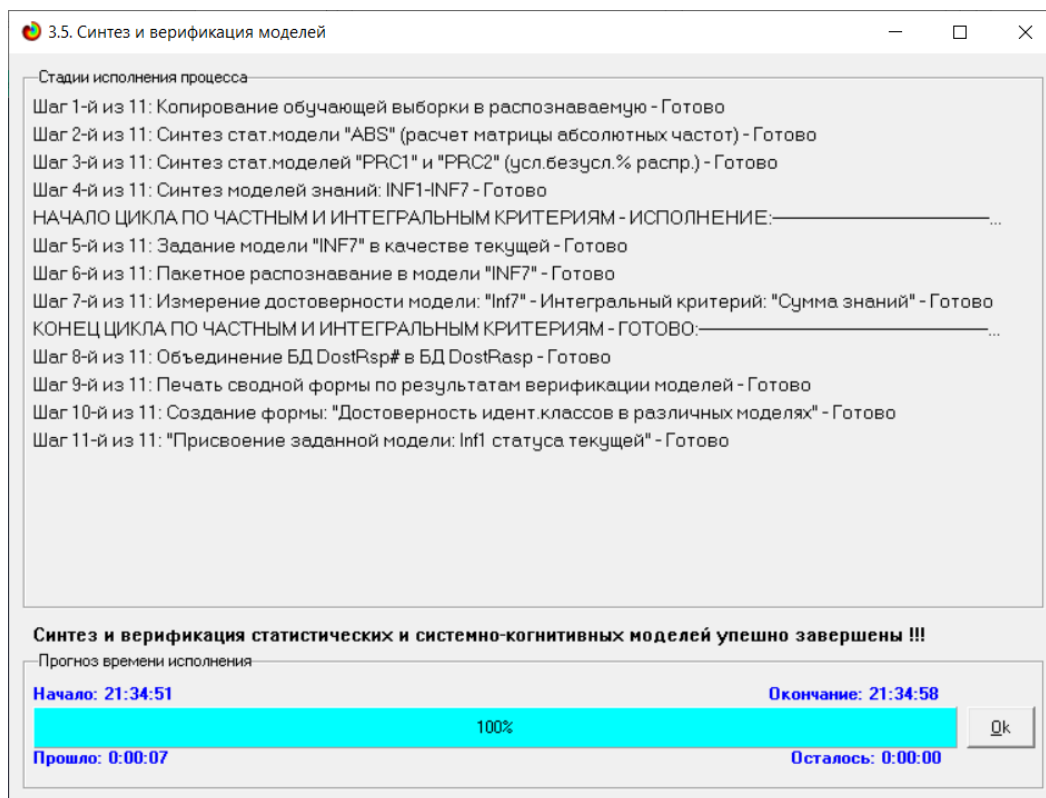 3.5. Синтез и верификация моделей
Стадии исполнения процесса
Шаг 1-й из 11: Копирование обучающей выборки в распознаваемую - Готово
Шаг 2-й из 11: Синтез стат.модели "ABS" (расчет матрицы абсолютных частот) - Готово
Шаг 3-й из 11: Синтез стат.моделей "PRC1" и "PRC2" (усл.безусл.% распр.) - Готово
Шаг 4-й из 11: Синтез моделей знаний: INF1-INF7 - Готово
НАЧАЛО ЦИКЛА ПО ЧАСТНЫМ И ИНТЕГРАЛЬНЫМ КРИТЕРИЯМ - ИСПОЛНЕНИЕ:————————————...
Шаг 5-й из 11: Задание модели "INF7" в качестве текущей - Готово
Шаг 6-й из 11: Пакетное распознавание в модели "INF7" - Готово
Шаг 7-й из 11: Измерение достоверности модели: "Inf7" - Интегральный критерий: "Сумма знаний" - Готово
КОНЕЦ ЦИКЛА ПО ЧАСТНЫМ И ИНТЕГРАЛЬНЫМ КРИТЕРИЯМ - ГОТОВО:————————————————...
Шаг 8-й из 11: Объединение БД DostRsp# в БД DostRasp - Готово
Шаг 9-й из 11: Печать сводной формы по результатам верификации моделей - Готово
Шаг 10-й из 11: Создание формы: "Достоверность идент.классов в различных моделях" - Готово
Шаг 11-й из 11: "Присвоение заданной модели: Inf1 статуса текущей" - Готово
Синтез и верификация статистических и системно-когнитивных моделей упешно завершены !!!
Прогноз времени исполнения
Начало: 21:34:51 Окончание: 21:34:58
100% Ok
Прошло: 0:00:07 Осталось: 0:00:00